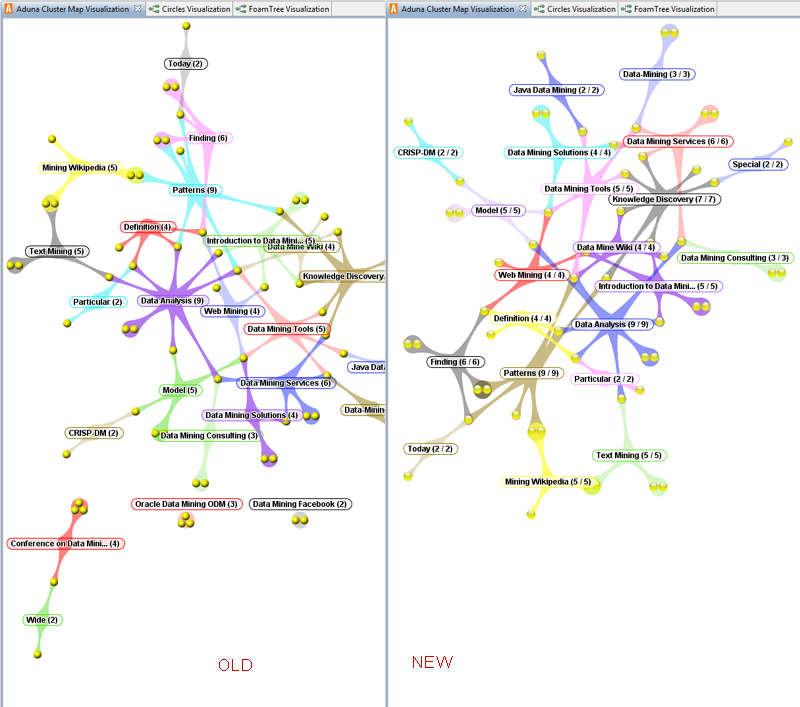 Aduna Cluster Map Visualization
Circles Visualization
FoamTree Visualization
Today (2)
Finding (6)
Mining Wikipedia (5)
Patterns (9)
Definition (4)
Introduction to Data Mini... (5)
Data Mine Wiki (4)
Text Mining (5)
Knowledge Discovery
Particular (2)
Data Analysis (9)
Web Mining (4)
Data Mining Tools (5)
Java Data
Model (5)
Data Mining Services (6)
Data-Mining
Data Mining Solutions (4)
CRISP-DM (2)
Data Mining Consulting (3)
Oracle Data Mining ODM (3)
Data Mining Facebook (2)
Conference on Data Mini... (4)
Wide (2)
OLD
Aduna Cluster Map Visualization
Circles Visualization
FoamTree Visualization
Data-Mining (3 / 3)
Java Data Mining (2 / 2)
Data Mining Services (6 / 6)
CRISP-DM (2 / 2)
Data Mining Solutions (4 / 4)
Special (2 / 2)
Data Mining Tools (5 / 5)
Knowledge Discovery (7 / 7)
Model (5 / 5)
Data Mine Wiki (4 / 4)
Data Mining Consulting (3 / 3)
Web Mining (4 / 4)
Introduction to Data Mini... (5 / 5)
Definition (4 / 4)
Data Analysis (9 / 9)
Finding (6 / 6)
Patterns (9 / 9)
Particular (2 / 2)
Today (2 / 2)
Text Mining (5 / 5)
Mining Wikipedia (5 / 5)
NEW